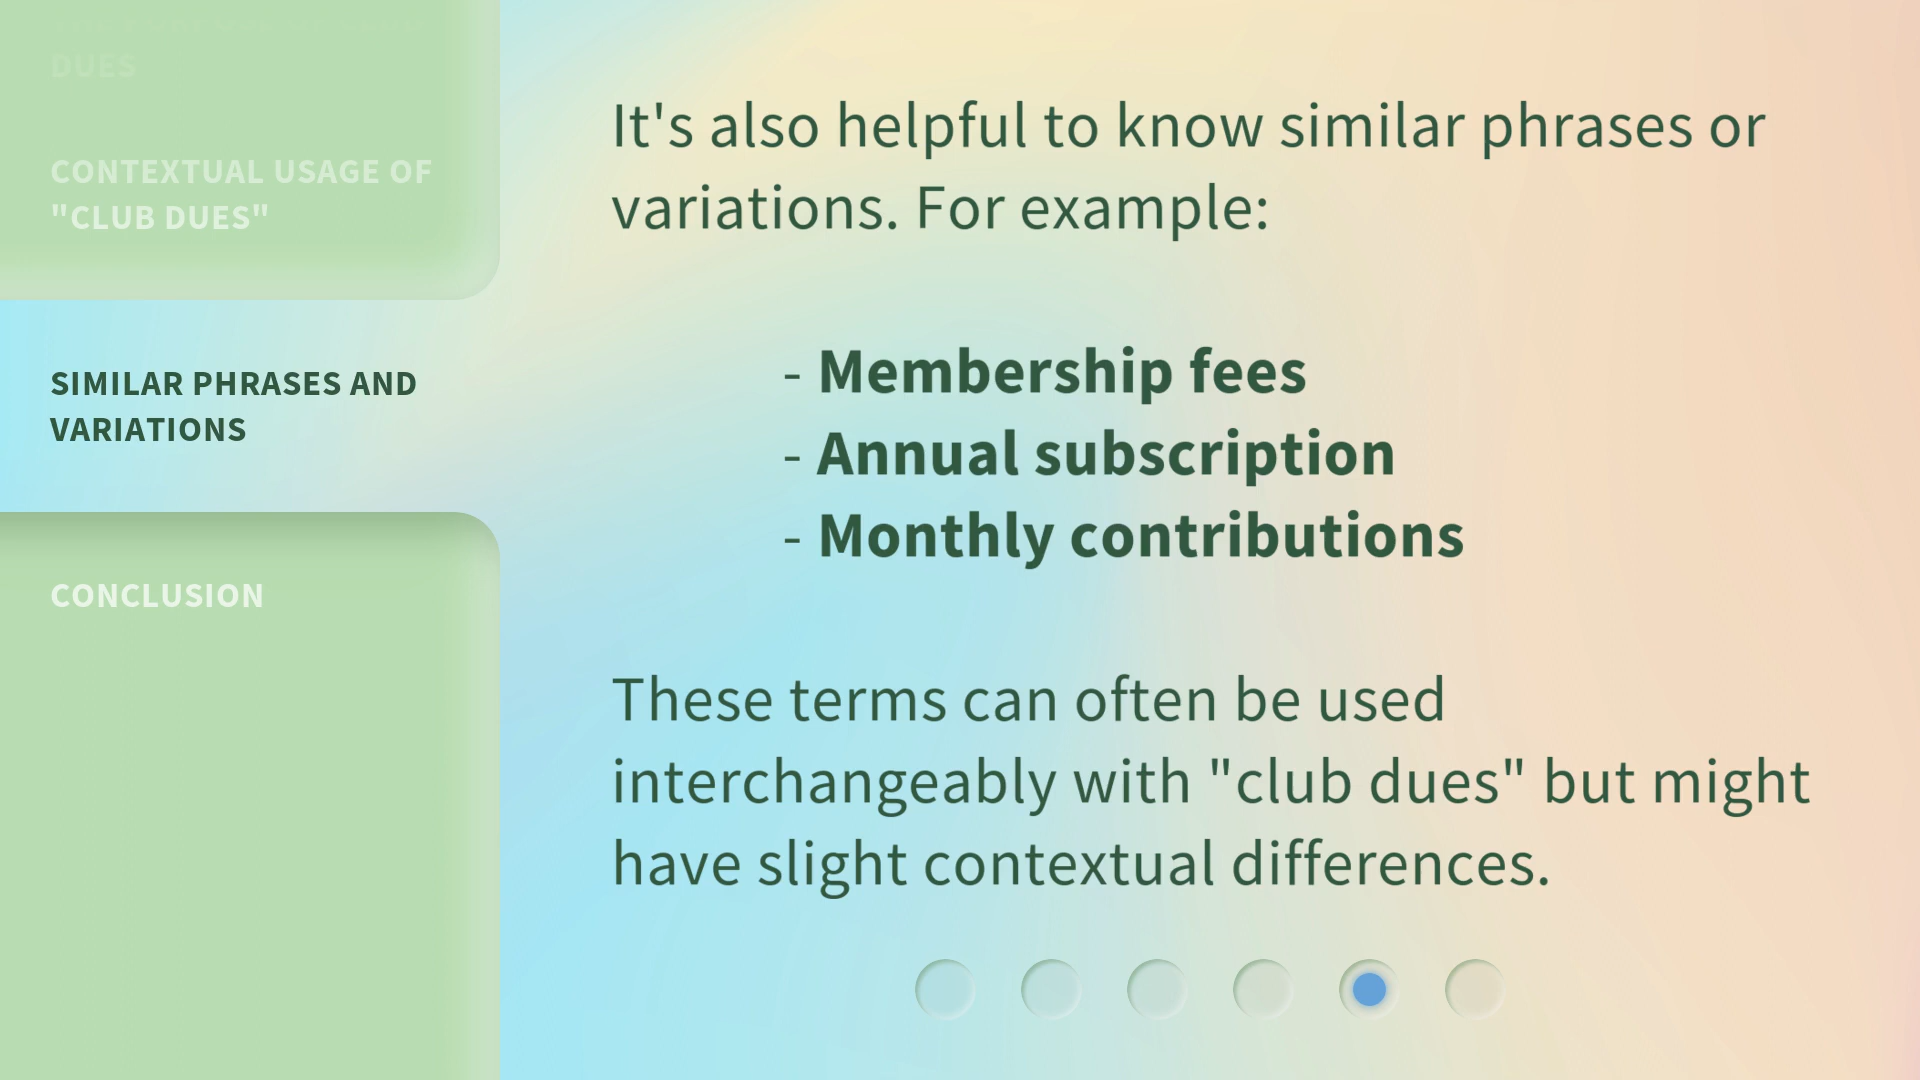 DUES
CONTEXTUAL USAGE OF
"CLUB DUES"
SIMILAR PHRASES AND
VARIATIONS
CONCLUSION
It's also helpful to know similar phrases or
variations. For example:
- Membership fees
- Annual subscription
- Monthly contributions
These terms can often be used
interchangeably with "club dues" but might
have slight contextual differences.